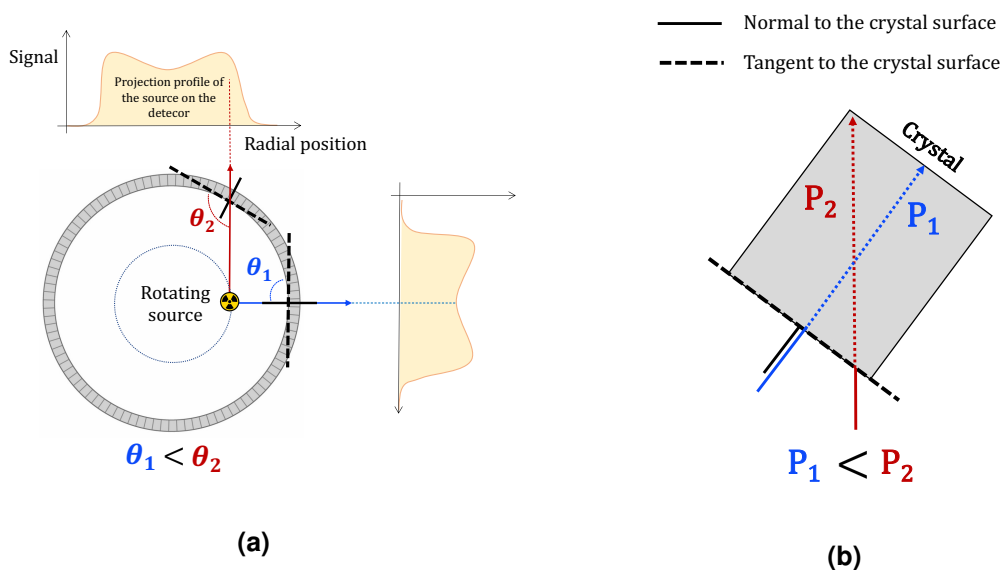 Signal
Projection profile of
the source on the
detecor
Radial position
θ₂
θ₁
Rotating
source
θ₁ < θ₂
(a)
Normal to the crystal surface
Tangent to the crystal surface
Crystal
P₂
P₁
P₁ < P₂
(b)